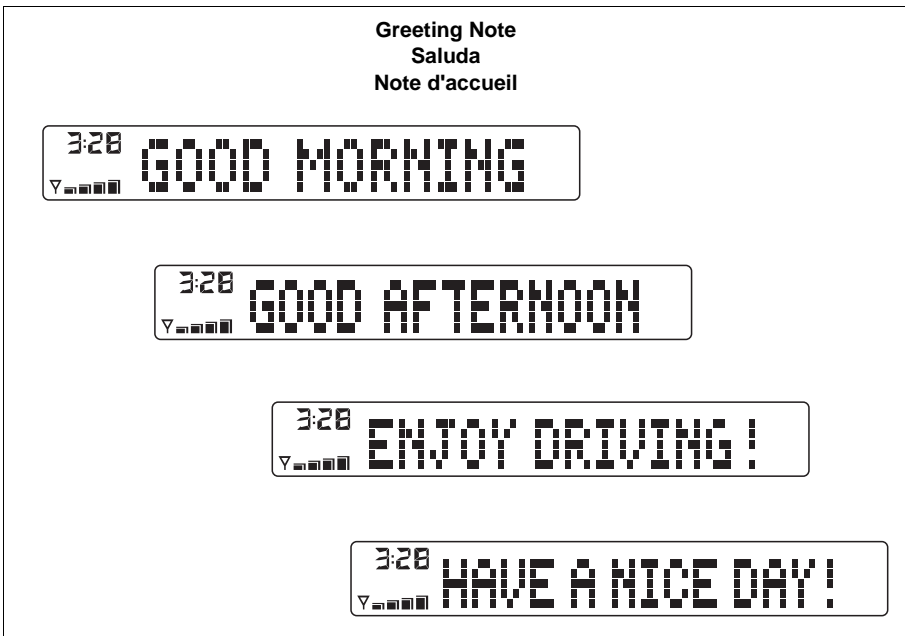 Greeting Note
Saluda
Note d'accueil
3:28
GOOD MORNING
3:28
GOOD AFTERNOON
3:28
ENJOY DRIVING!
3:28
HAVE A NICE DAY!